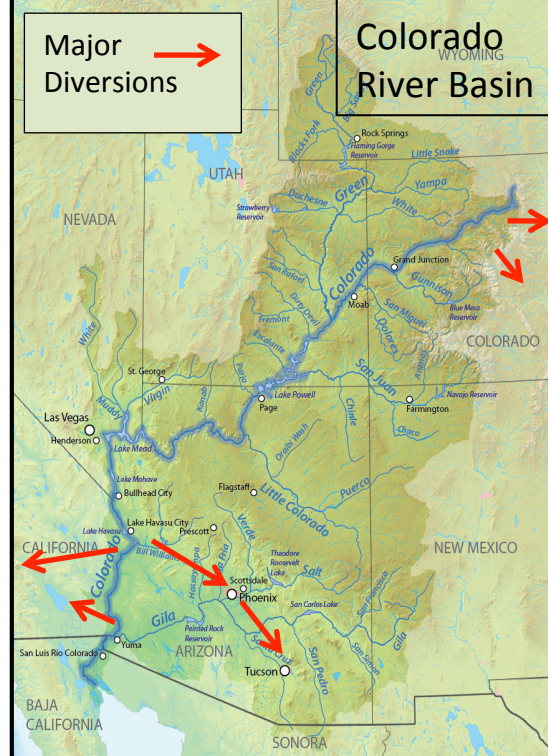 Major
Diversions
Colorado
River Basin
WYOMING
Green
Big Sandy
Blacks Fork
Rock Springs
Flaming Gorge
Reservoir
Little Snake
UTAH
Green
Yampa
Duchesne
White
Strawberry
Reservoir
NEVADA
Colorado
Grand Junction
San Rafael
Gunnison
Dirty Devil
Moab
Blue Mesa
Reservoir
Fremont
San Miguel
Dolores
COLORADO
White
Escalante
Animas
St. George
Paria
San Juan
Virgin
Kanab
Lake Powell
Navajo Reservoir
Muddy
Page
Farmington
Las Vegas
Chinle
Chaco
Henderson
Oraibi Wash
Lake Mead
Lake Mohave
Flagstaff
Puerco
Bullhead City
Little Colorado
Lake Havasu City
Verde
Lake Havasu
Prescott
CALIFORNIA
Bill Williams
NEW MEXICO
Colorado
Hassayampa
Theodore
Roosevelt
Lake
Salt
Scottsdale
Phoenix
San Francisco
San Carlos Lake
Gila
Gila
Painted Rock
Reservoir
Yuma
San Luis Rio Colorado
ARIZONA
Santa Cruz
San Simon
Tucson
San Pedro
BAJA
CALIFORNIA
SONORA